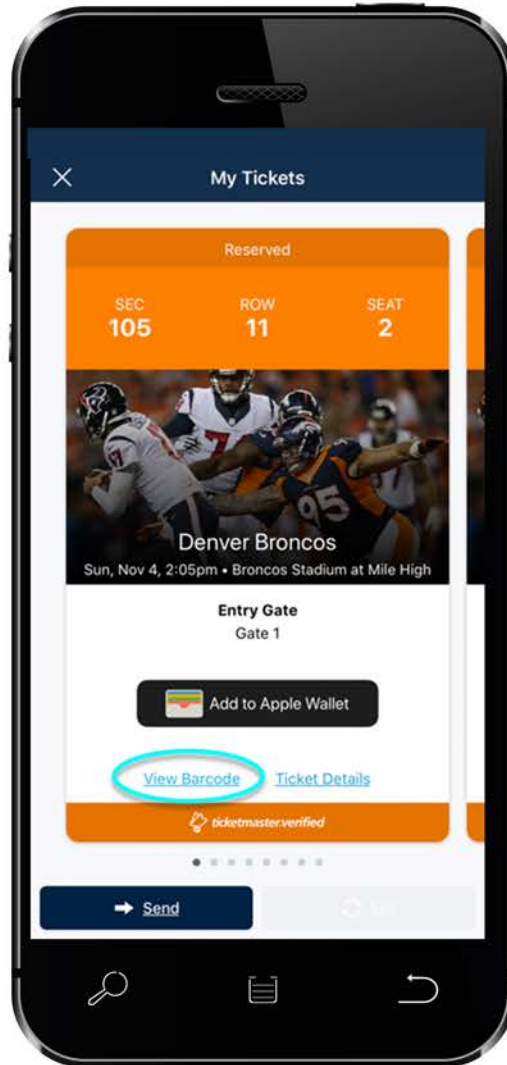 My Tickets
Reserved
SEC ROW SEAT
105 11 2
95
Denver Broncos
Sun, Nov 4, 2:05pm • Broncos Stadium at Mile High
Entry Gate
Gate 1
Add to Apple Wallet
View Barcode Ticket Details
ticketmaster.verified
Send